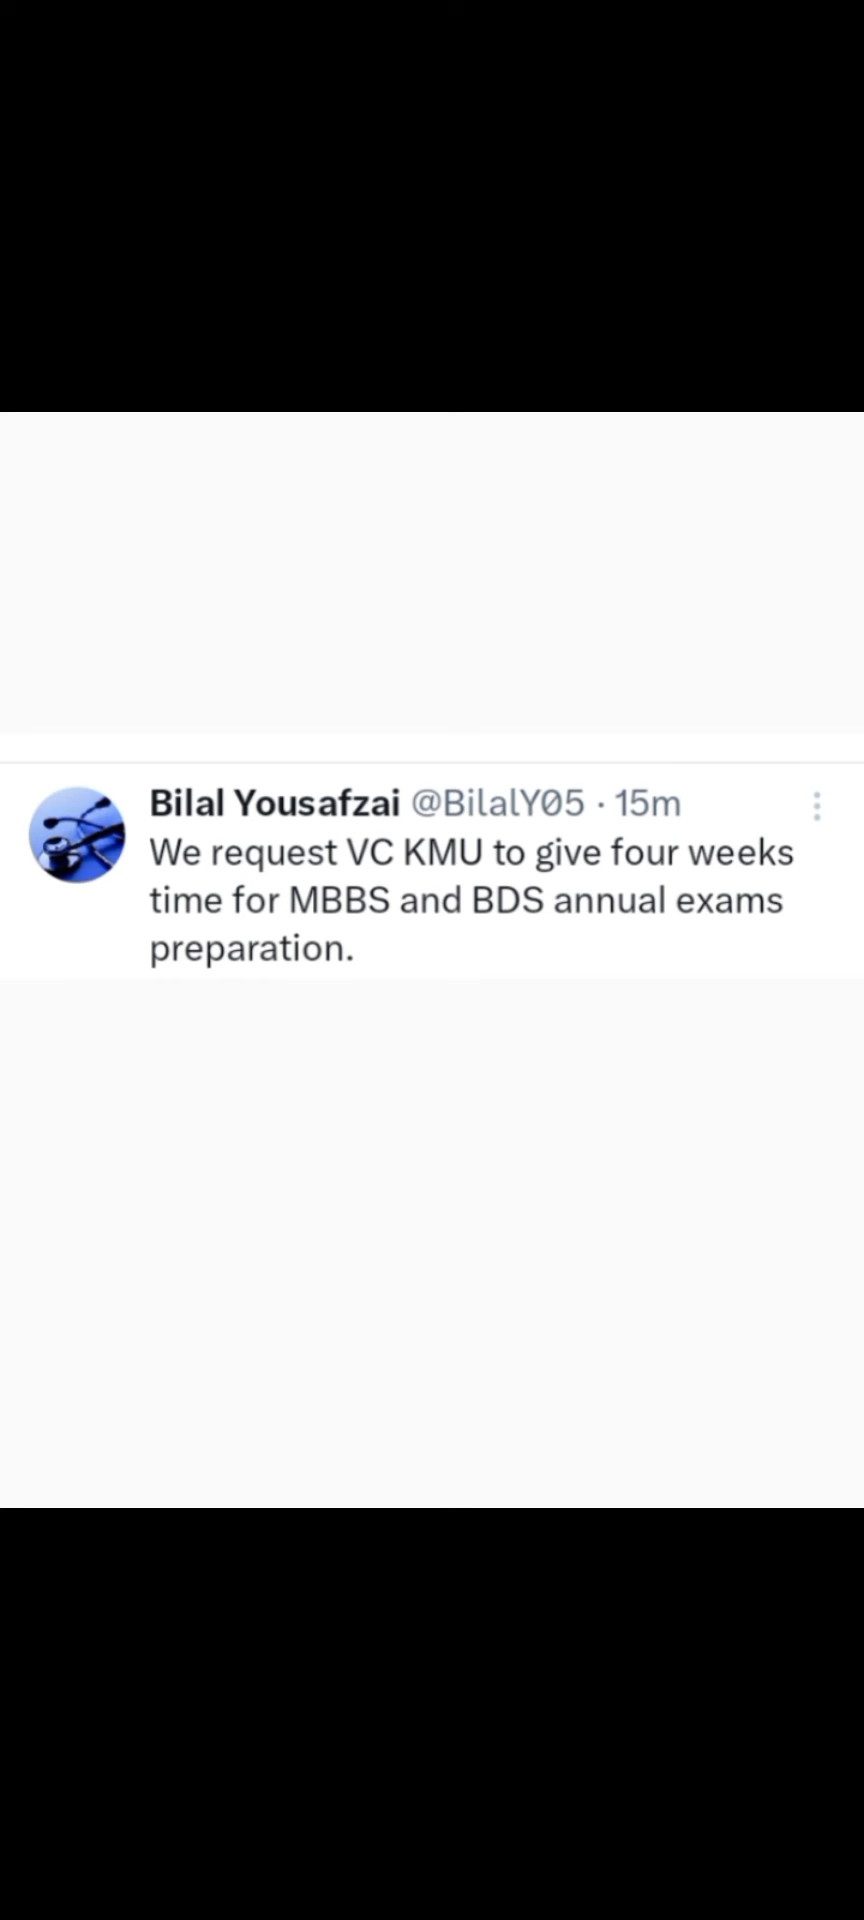 Bilal Yousafzai @BilalY05 · 15m
We request VC KMU to give four weeks
time for MBBS and BDS annual exams
preparation.